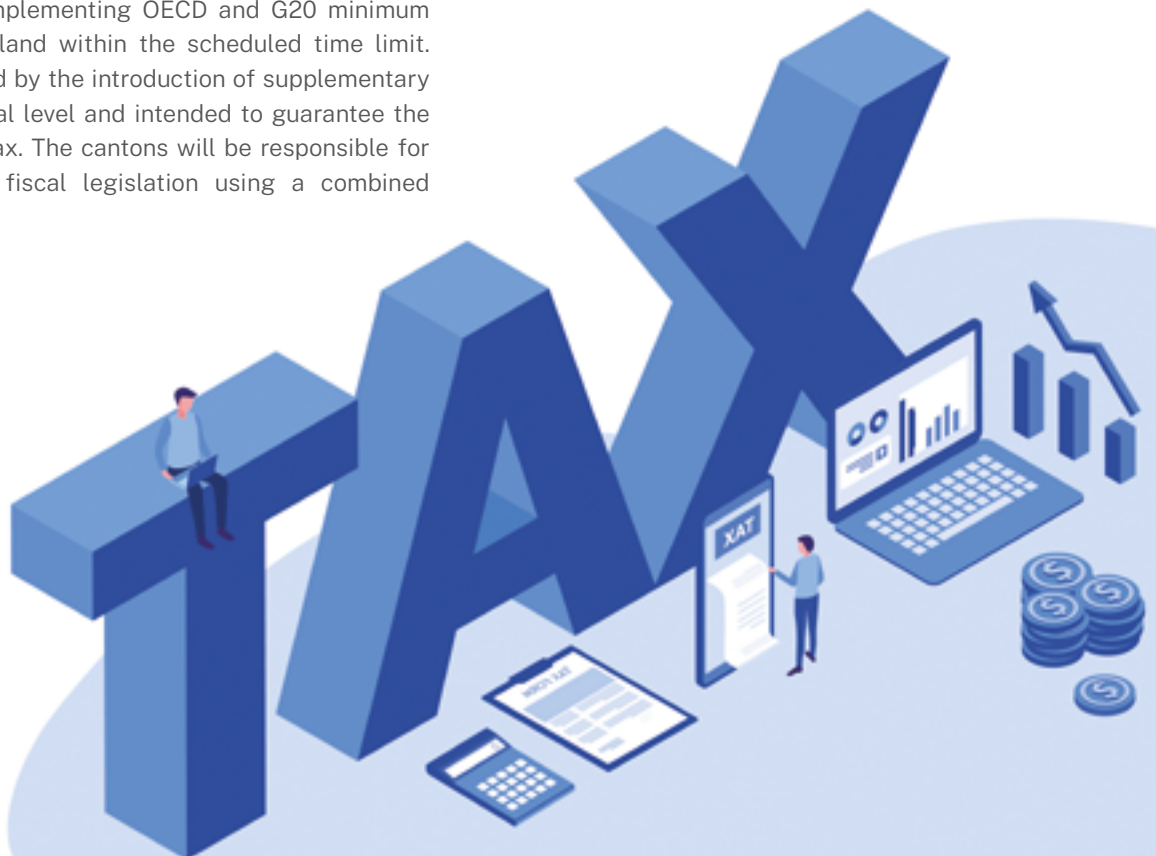 mplementing OECD and G20 minimum
land within the scheduled time limit.
d by the introduction of supplementary
al level and intended to guarantee the
ax. The cantons will be responsible for
fiscal legislation using a combined
TAX
XAT